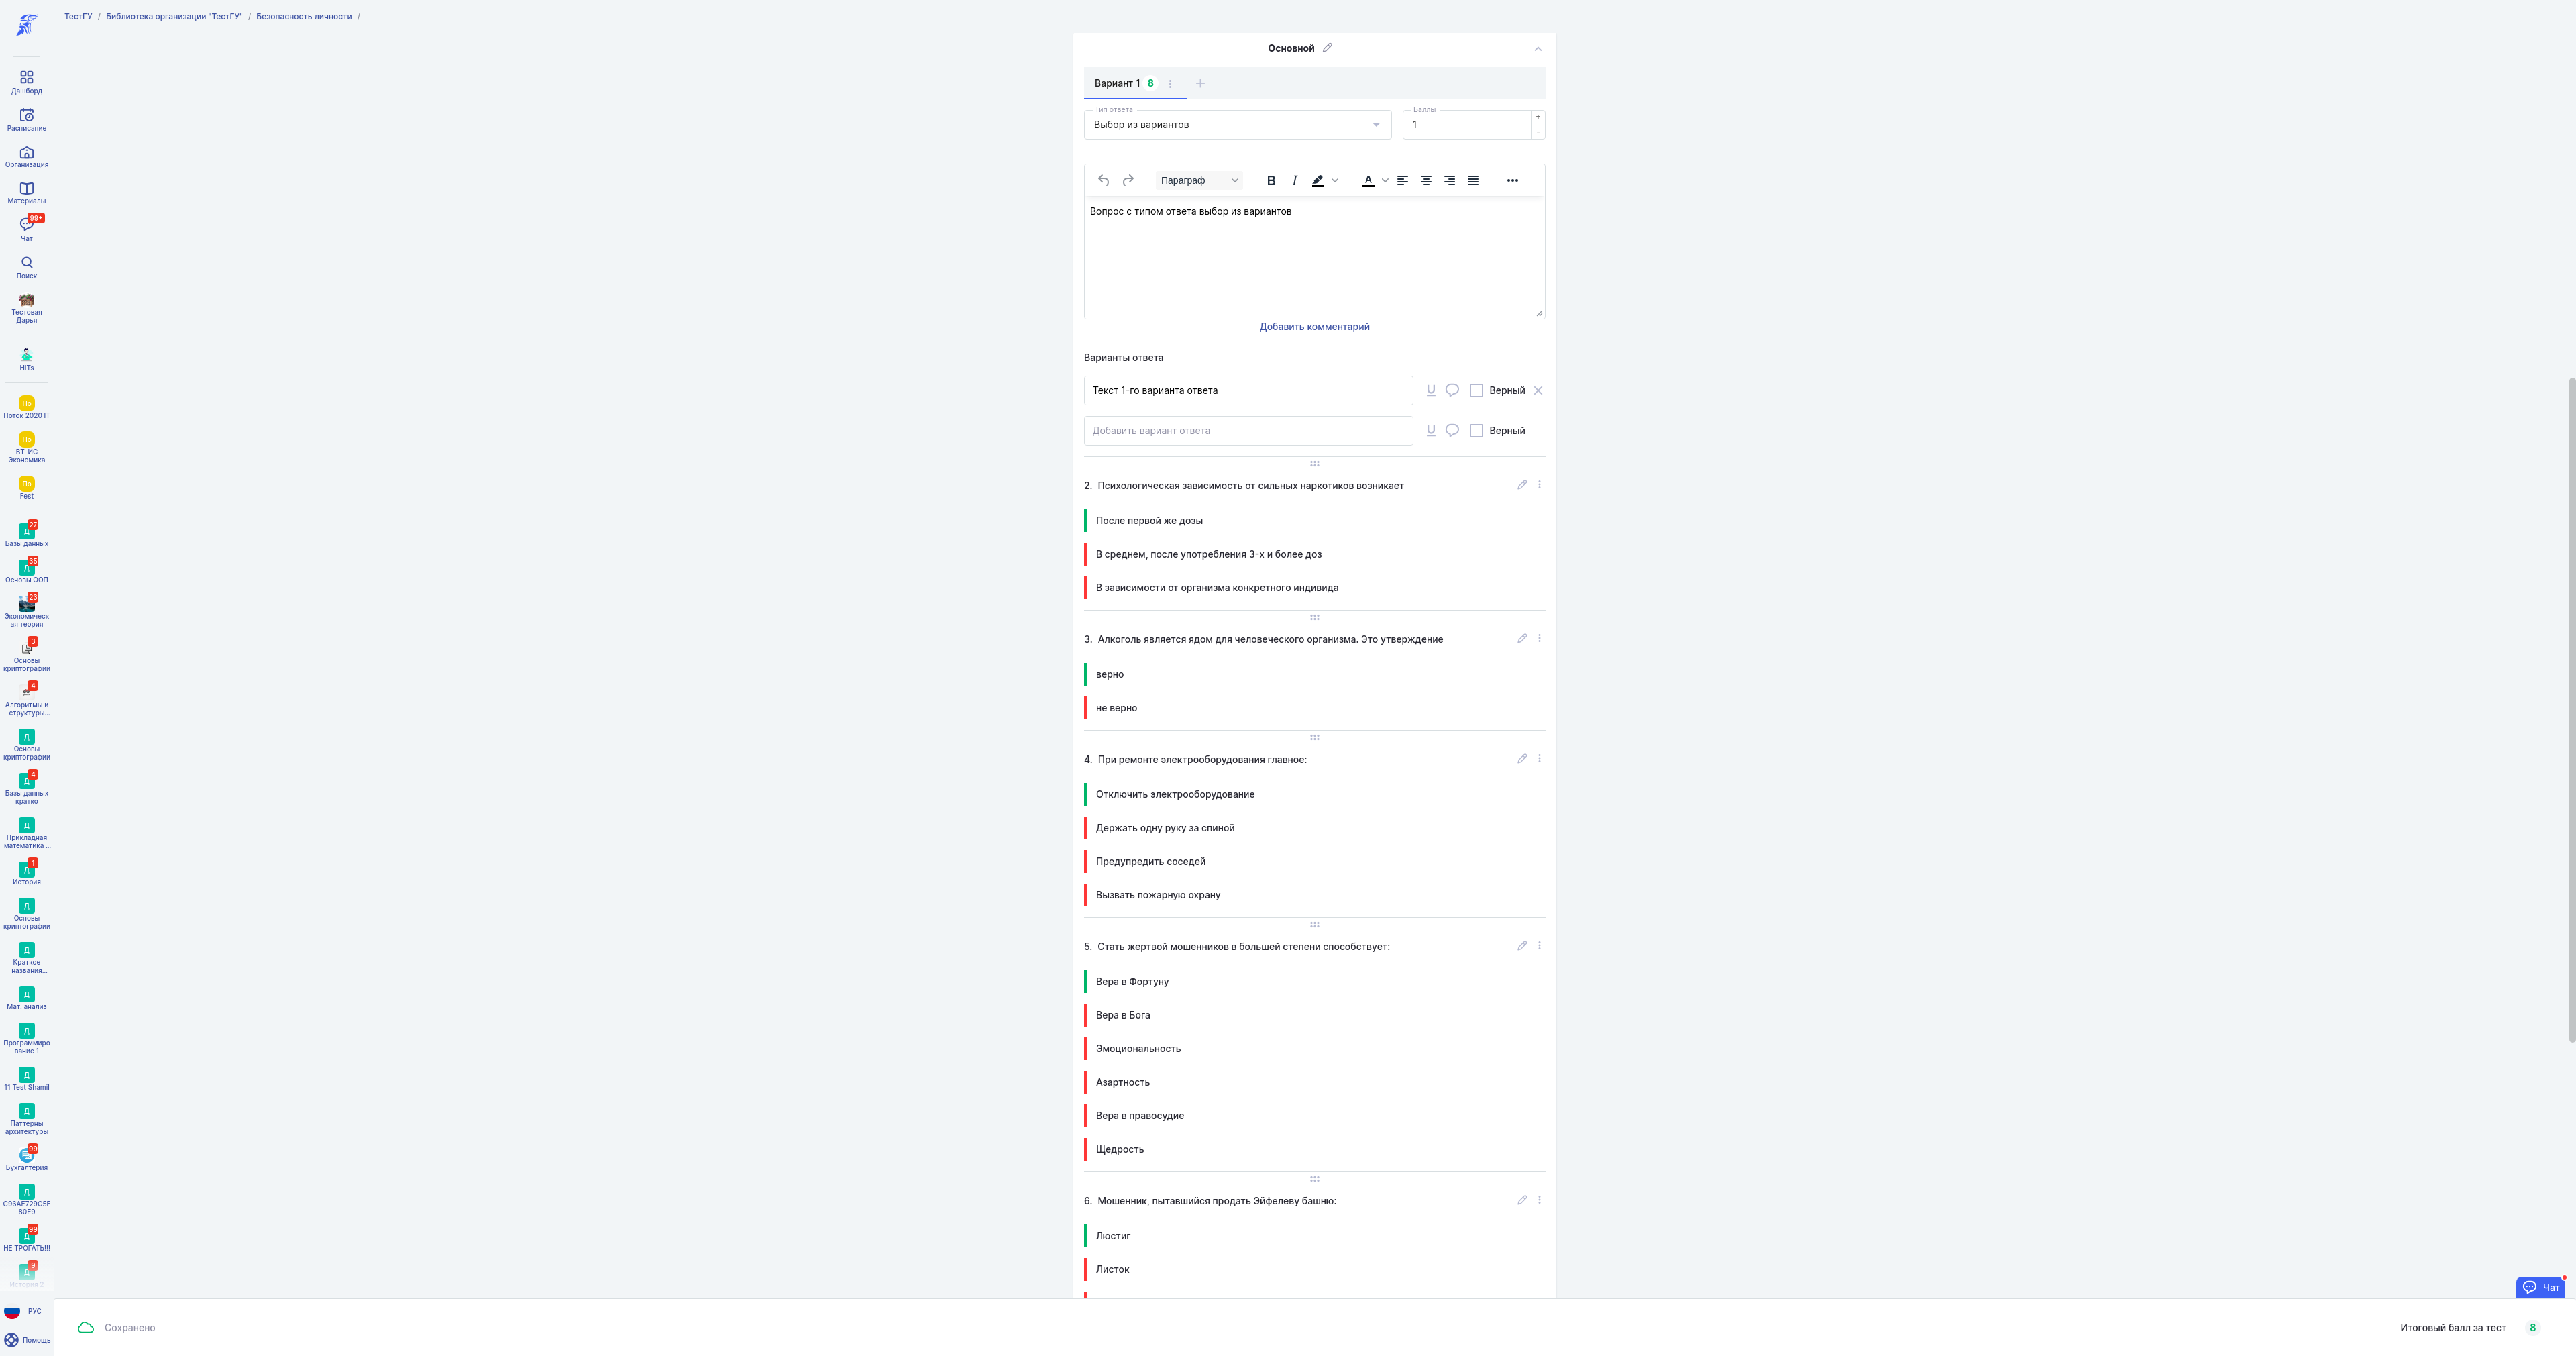 ТестГУ / Библиотека организации "ТестГУ" / Безопасность личности /
Дашборд
Расписание
Организация
Материалы
99+
Чат
Поиск
Тестовая
Дарья
HITs
По
Поток 2020 IT
По
ВТ-ИС
Экономика
По
Fest
27
Д
Базы данных
35
Д
Основы ООП
23
Экономическ
ая теория
3
Основы
криптографии
4
Алгоритмы и
структуры...
Д
Основы
криптографии
4
Д
Базы данных
кратко
Д
Прикладная
математика ...
1
Д
История
Д
Основы
криптографии
Д
Краткое
названия...
Д
Мат. анализ
Д
Программиро
вание 1
Д
11 Test Shamil
Д
Паттерны
архитектуры
99
Бухгалтерия
Д
C96AE729G5F
80E9
99
Д
НЕ ТРОГАТЬ!!!
9
Д
История 2
РУС
Помощь
Основной
Вариант 1 8
Тип ответа
Выбор из вариантов
Баллы
1
+
-
Параграф
B I A
Вопрос с типом ответа выбор из вариантов
Добавить комментарий
Варианты ответа
Текст 1-го варианта ответа
Верный
Добавить вариант ответа
Верный
2. Психологическая зависимость от сильных наркотиков возникает
После первой же дозы
В среднем, после употребления 3-х и более доз
В зависимости от организма конкретного индивида
3. Алкоголь является ядом для человеческого организма. Это утверждение
верно
не верно
4. При ремонте электрооборудования главное:
Отключить электрооборудование
Держать одну руку за спиной
Предупредить соседей
Вызвать пожарную охрану
5. Стать жертвой мошенников в большей степени способствует:
Вера в Фортуну
Вера в Бога
Эмоциональность
Азартность
Вера в правосудие
Щедрость
6. Мошенник, пытавшийся продать Эйфелеву башню:
Люстиг
Листок
Чат
Сохранено
Итоговый балл за тест 8